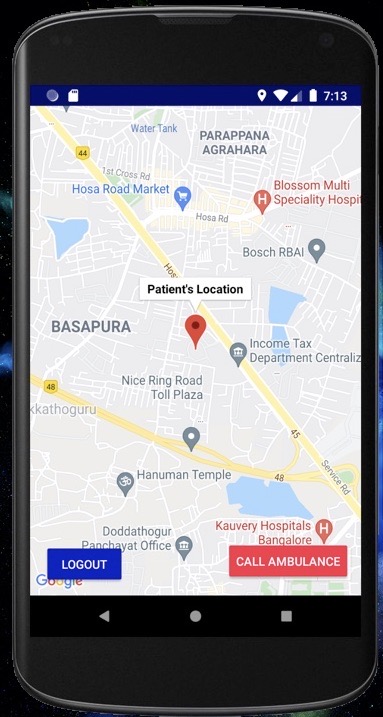 7:13
Water Tank
PARAPPANA
AGRAHARA
44
1st Cross Rd
Hosa Road Market
Blossom Multi
Speciality Hospit
Hosa Rd
Bosch RBAI
Hos
Patient's Location
BASAPURA
Income Tax
Department Centraliz
Nice Ring Road
Toll Plaza
48
kkathoguru
45
Service Rd
48
Hanuman Temple
Kauvery Hospitals
Bangalore
Doddathogur
Panchayat Office
LOGOUT
CALL AMBULANCE
Google